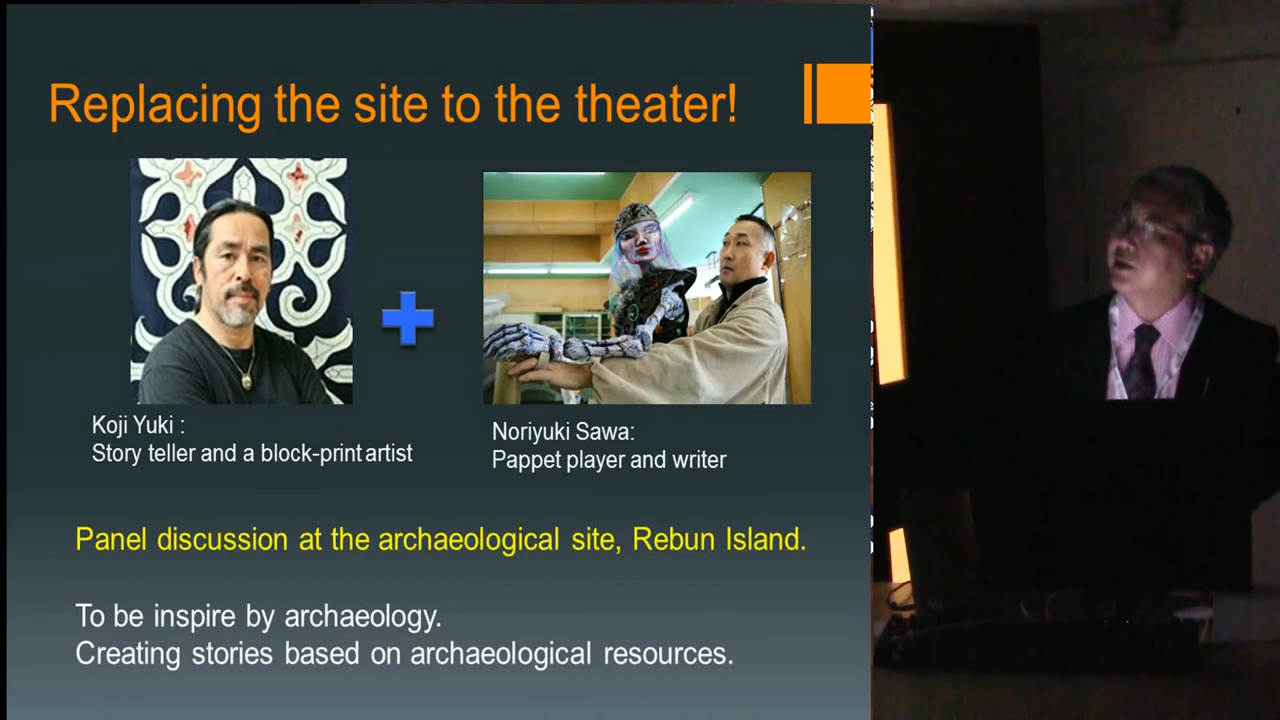 Replacing the site to the theater!
Koji Yuki :
Story teller and a block-print artist
Noriyuki Sawa:
Pappet player and writer
Panel discussion at the archaeological site, Rebun Island.
To be inspire by archaeology.
Creating stories based on archaeological resources.